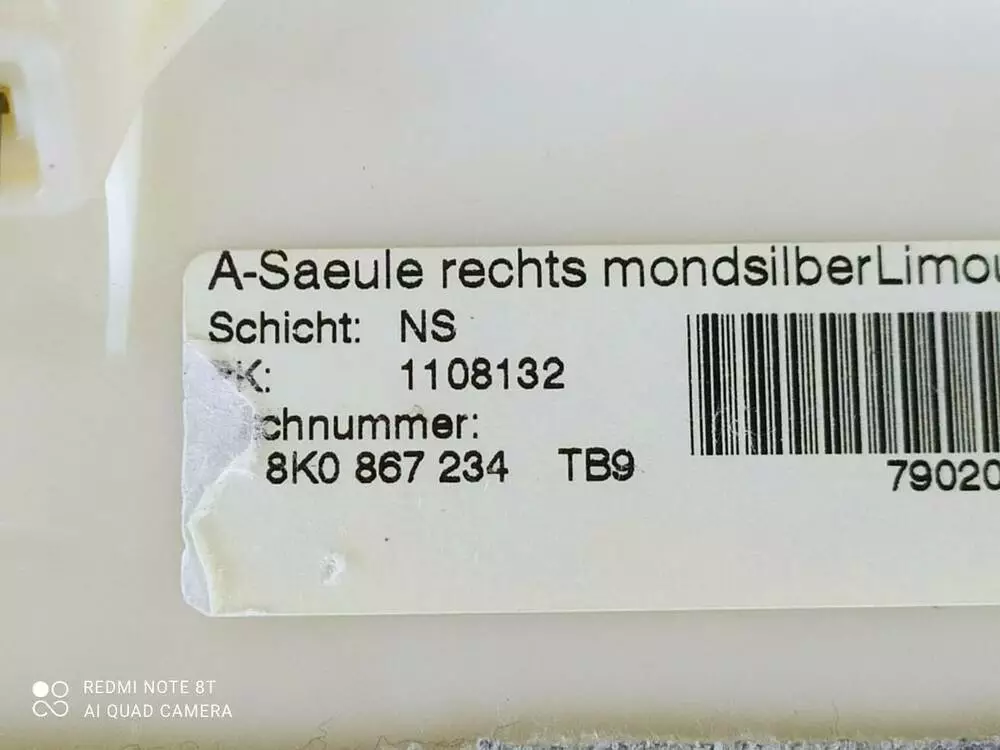 A-Saeule rechts mondsilberLimou
Schicht: NS
K: 1108132
chnummer:
8K0 867 234 TB9
79020
REDMI NOTE 8T
AI QUAD CAMERA